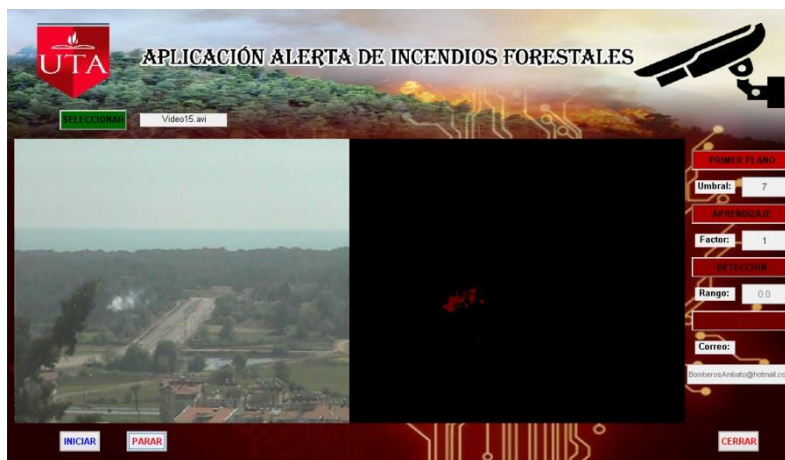 UTA
APLICACIÓN ALERTA DE INCENDIOS FORESTALES
SELECCIONAR
Video15.avi
PRIMER PLANO
Umbral:
7
APRENDIZAJE
Factor:
1
DETECCION
Rango:
0.0
Correo:
BomberosAmbato@hotmail.co
INICIAR
PARAR
CERRAR